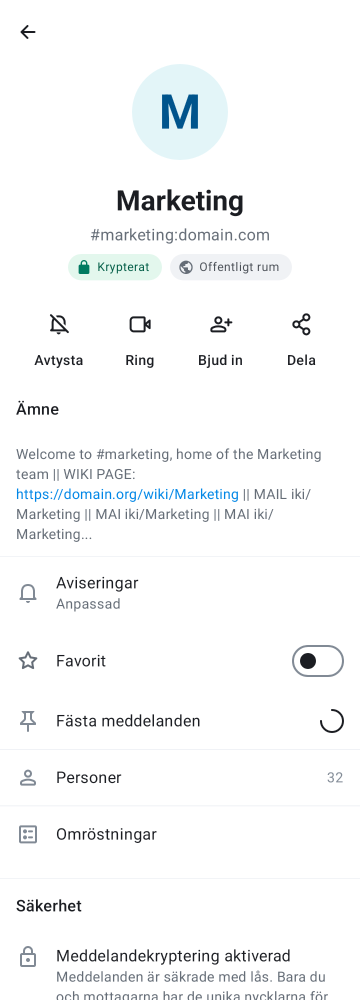 M
Marketing
#marketing:domain.com
Krypterat
Offentligt rum
Avtysta
Ring
Bjud in
Dela
Ämne
Welcome to #marketing, home of the Marketing
team || WIKI PAGE:
https://domain.org/wiki/Marketing || MAIL iki/
Marketing || MAI iki/Marketing || MAI iki/
Marketing...
Aviseringar
Anpassad
Favorit
Fästa meddelanden
Personer
32
Omröstningar
Säkerhet
Meddelandekryptering aktiverad
Meddelanden är säkrade med lås. Bara du
och mottagarna har de unika nycklarna för